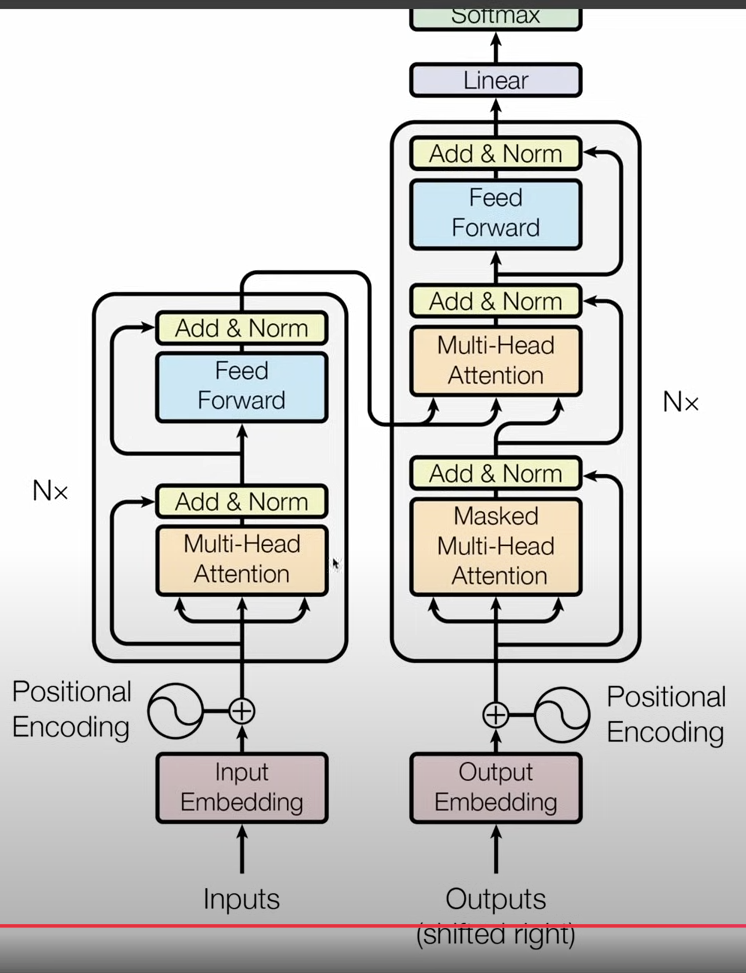 Softmax
Linear
Add & Norm
Feed
Forward
Add & Norm
Multi-Head
Attention
Add & Norm
Masked
Multi-Head
Attention
Nx
Add & Norm
Feed
Forward
Add & Norm
Multi-Head
Attention
Nx
Positional
Encoding
Positional
Encoding
Input
Embedding
Output
Embedding
Inputs
Outputs
(shifted right)